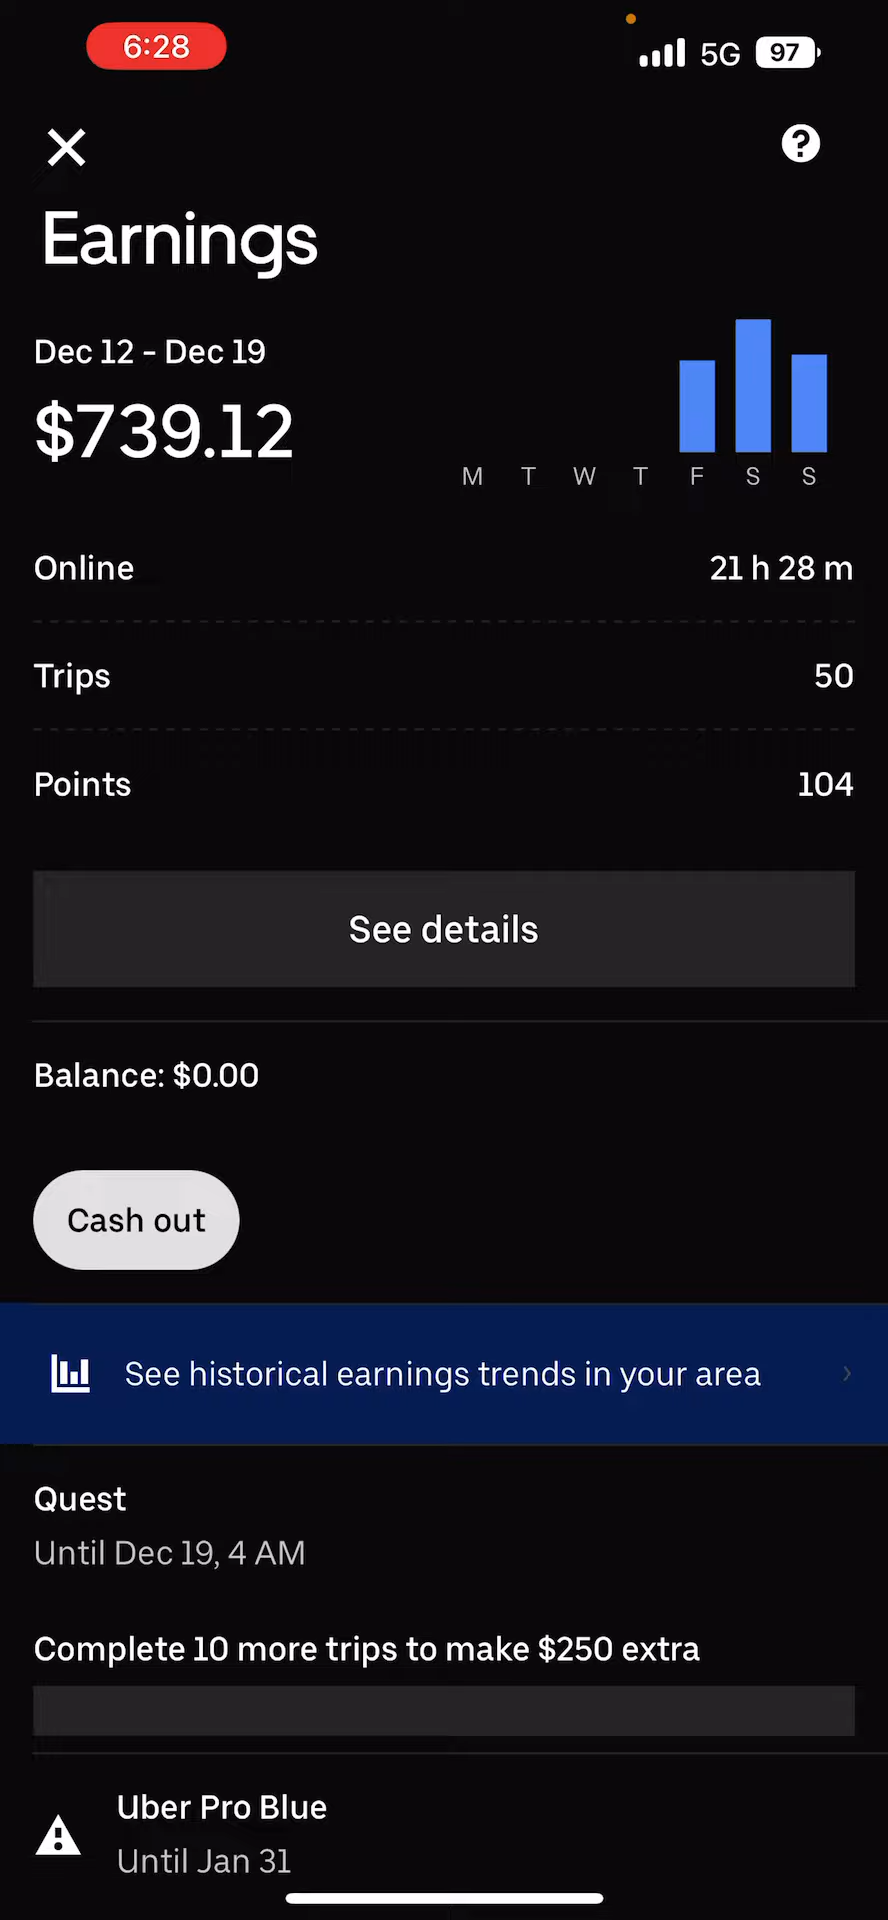 6:28
5G 97
?
Earnings
Dec 12 - Dec 19
$739.12
M T W T F S S
Online 21 h 28 m
Trips 50
Points 104
See details
Balance: $0.00
Cash out
See historical earnings trends in your area
Quest
Until Dec 19, 4 AM
Complete 10 more trips to make $250 extra
Uber Pro Blue
Until Jan 31